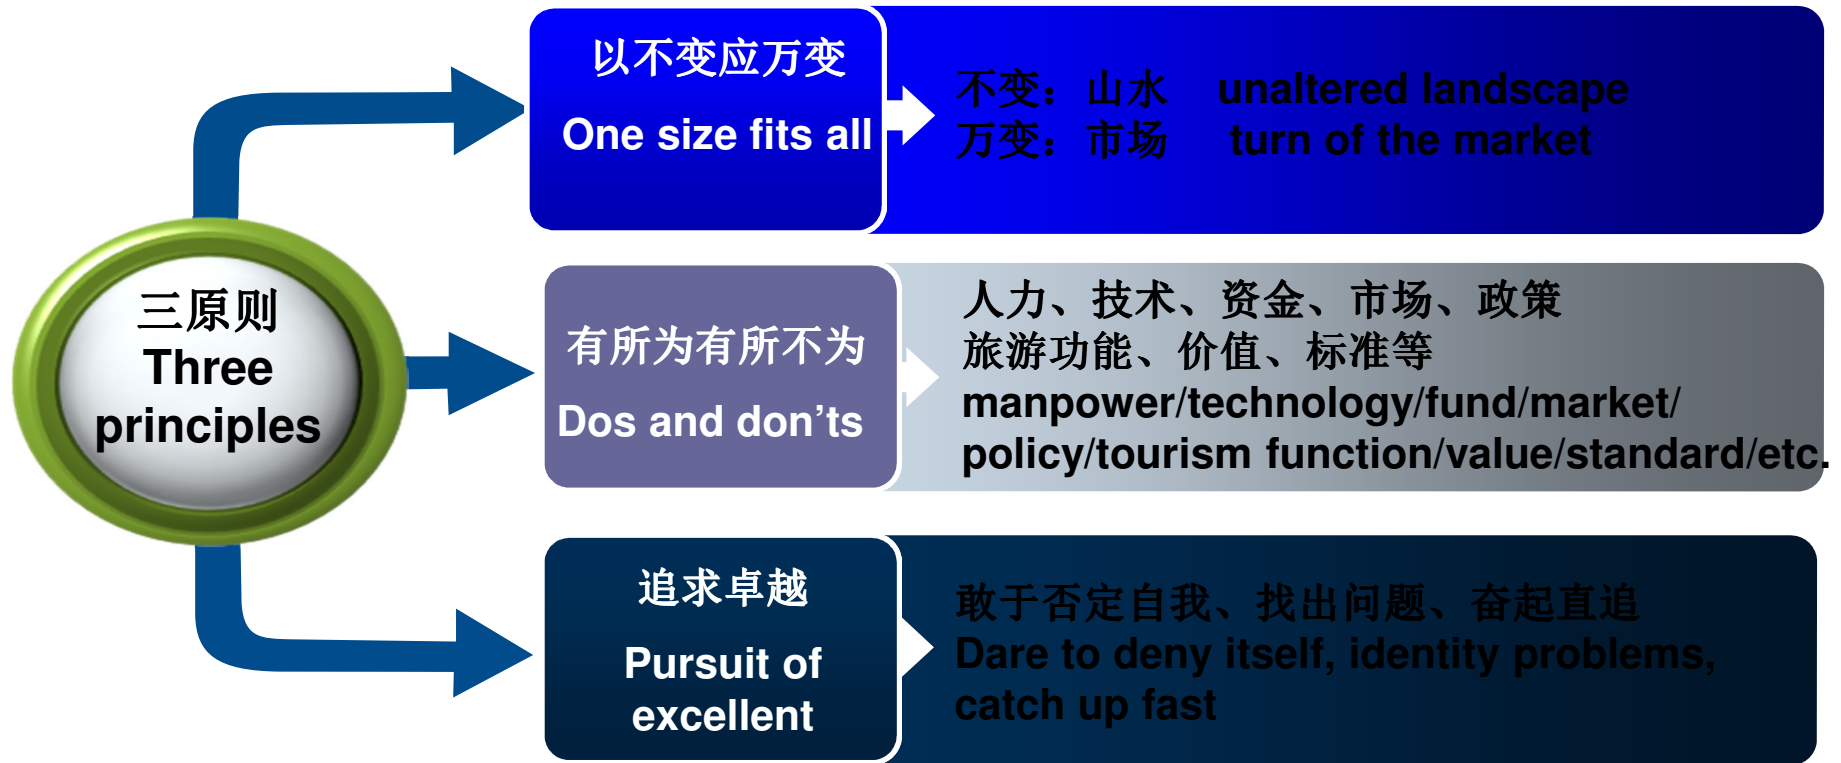 三原则
Three
principles
以不变应万变
One size fits all
不变：山水 unaltered landscape
万变：市场 turn of the market
有所为有所不为
Dos and don’ts
人力、技术、资金、市场、政策
旅游功能、价值、标准等
manpower/technology/fund/market/
policy/tourism function/value/standard/etc.
追求卓越
Pursuit of
excellent
敢于否定自我、找出问题、奋起直追
Dare to deny itself, identity problems,
catch up fast